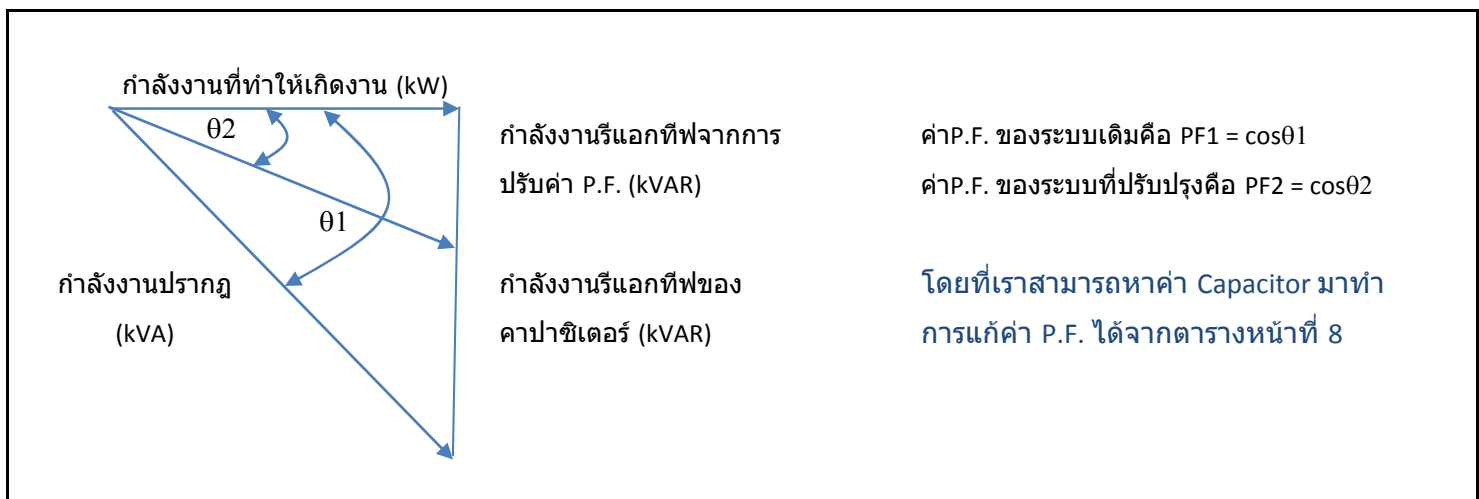 กำลังงานที่ทำให้เกิดงาน (kW)
θ2
θ1
กำลังงานปรากฎ
(kVA)
กำลังงานรีแอกทีฟจากการ
ปรับค่า P.F. (kVAR)
กำลังงานรีแอกทีฟของ
คาปาซิเตอร์ (kVAR)
ค่าP.F. ของระบบเดิมคือ PF1 = cosθ1
ค่าP.F. ของระบบที่ปรับปรุงคือ PF2 = cosθ2
โดยที่เราสามารถหาค่า Capacitor มาทำ
การแก้ค่า P.F. ได้จากตารางหน้าที่ 8